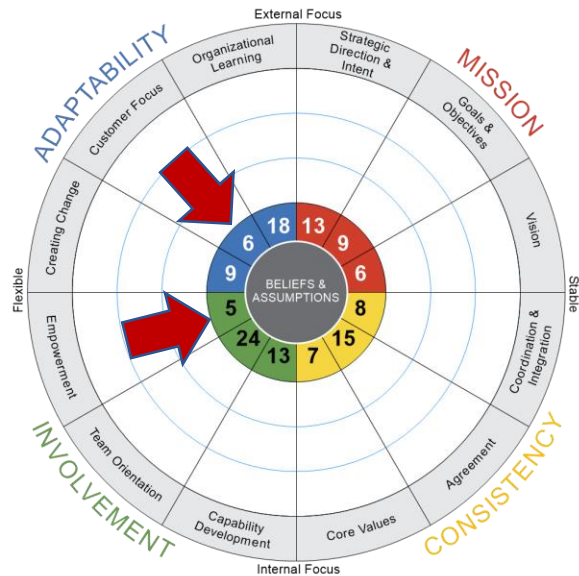 External Focus
ADAPTABILITY
MISSION
Organizational
Learning
Strategic
Direction &
Intent
Customer Focus
Goals &
Objectives
Creating Change
Vision
18
13
6
9
9
6
Flexible
BELIEFS &
ASSUMPTIONS
Stable
5
8
24
15
13
7
Empowerment
Coordination &
Integration
Team Orientation
Agreement
Capability
Development
Core Values
INVOLVEMENT
CONSISTENCY
Internal Focus